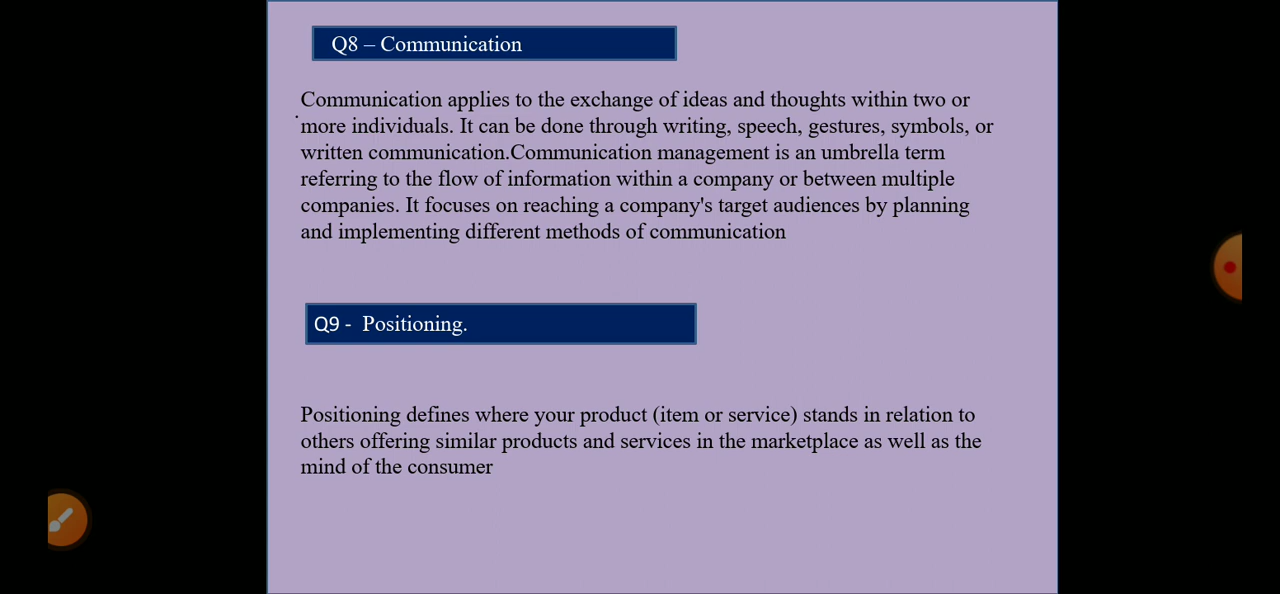 Q8 – Communication
Communication applies to the exchange of ideas and thoughts within two or
more individuals. It can be done through writing, speech, gestures, symbols, or
written communication.Communication management is an umbrella term
referring to the flow of information within a company or between multiple
companies. It focuses on reaching a company's target audiences by planning
and implementing different methods of communication
Q9 -  Positioning.
Positioning defines where your product (item or service) stands in relation to
others offering similar products and services in the marketplace as well as the
mind of the consumer